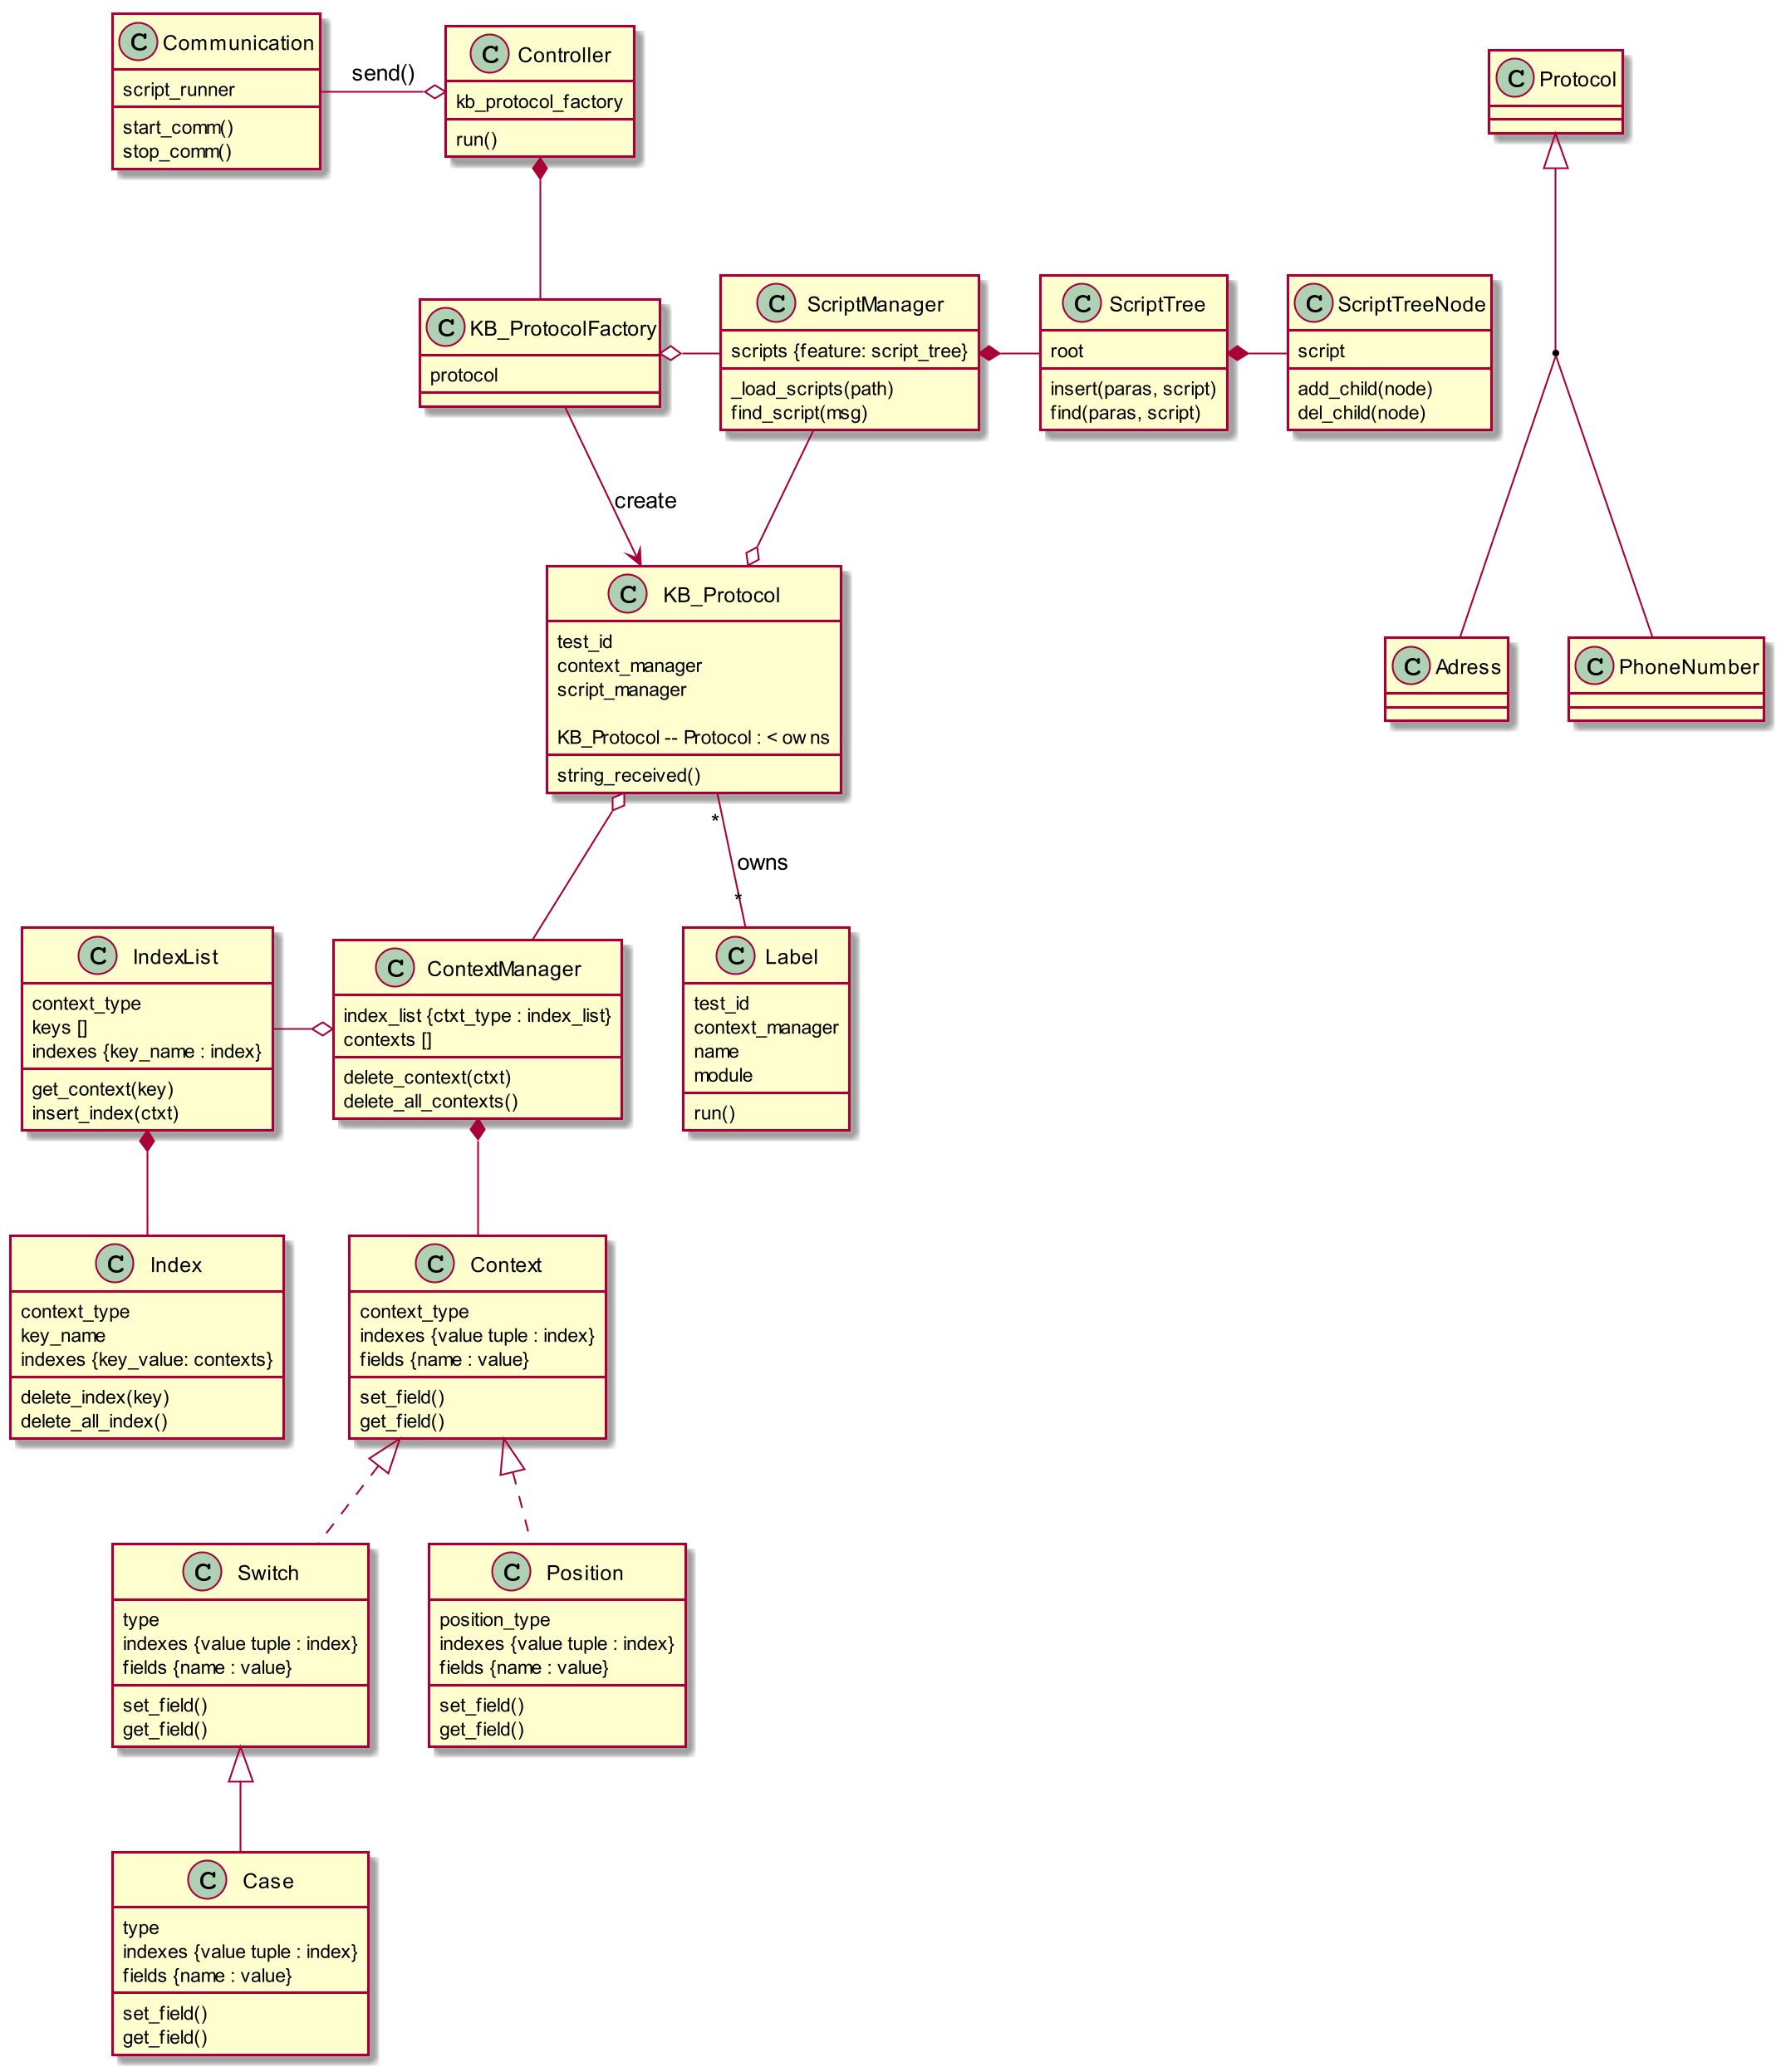 C Communication
script_runner
start_comm()
stop_comm()
send()
C Controller
kb_protocol_factory
run()
C Protocol
C KB_ProtocolFactory
protocol
C ScriptManager
scripts {feature: script_tree}
_load_scripts(path)
find_script(msg)
C ScriptTree
root
insert(paras, script)
find(paras, script)
C ScriptTreeNode
script
add_child(node)
del_child(node)
create
C KB_Protocol
test_id
context_manager
script_manager
KB_Protocol -- Protocol : < owns
string_received()
C Adress
C PhoneNumber
*
owns
*
C IndexList
context_type
keys []
indexes {key_name : index}
get_context(key)
insert_index(ctxt)
C ContextManager
index_list {ctxt_type : index_list}
contexts []
delete_context(ctxt)
delete_all_contexts()
C Label
test_id
context_manager
name
module
run()
C Index
context_type
key_name
indexes {key_value: contexts}
delete_index(key)
delete_all_index()
C Context
context_type
indexes {value tuple : index}
fields {name : value}
set_field()
get_field()
C Switch
type
indexes {value tuple : index}
fields {name : value}
set_field()
get_field()
C Position
position_type
indexes {value tuple : index}
fields {name : value}
set_field()
get_field()
C Case
type
indexes {value tuple : index}
fields {name : value}
set_field()
get_field()